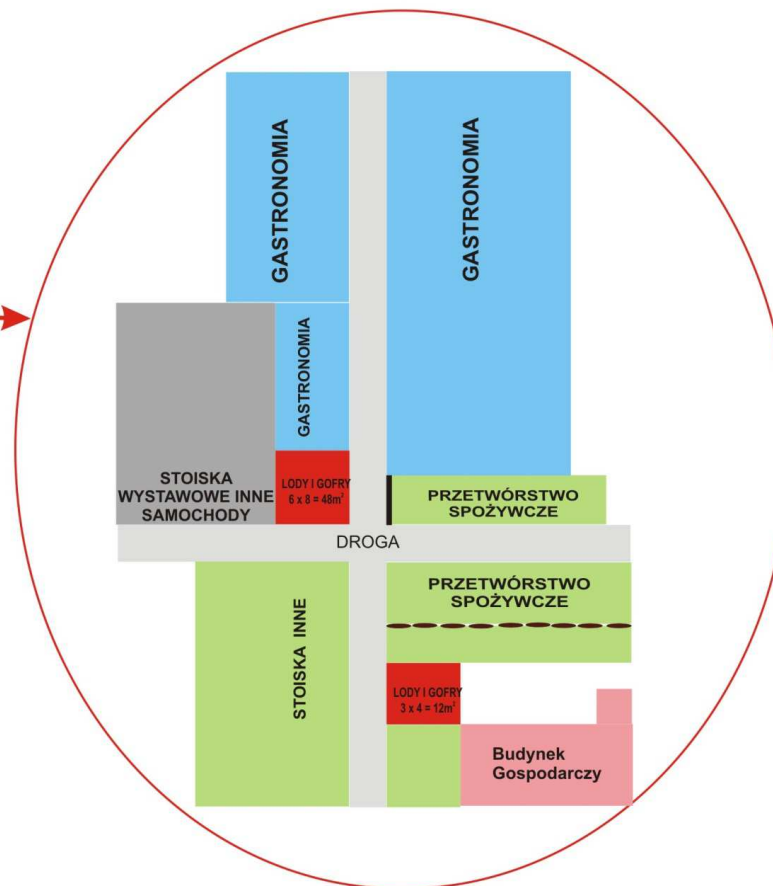 GASTRONOMIA
GASTRONOMIA
GASTRONOMIA
STOISKA
WYSTAWOWE INNE
SAMOCHODY
LODY I GOFRY
6 x 8 = 48m²
PRZETWÓRSTWO
SPOŻYWCZE
DROGA
STOISKA INNE
PRZETWÓRSTWO
SPOŻYWCZE
LODY I GOFRY
3 x 4 = 12m²
Budynek
Gospodarczy